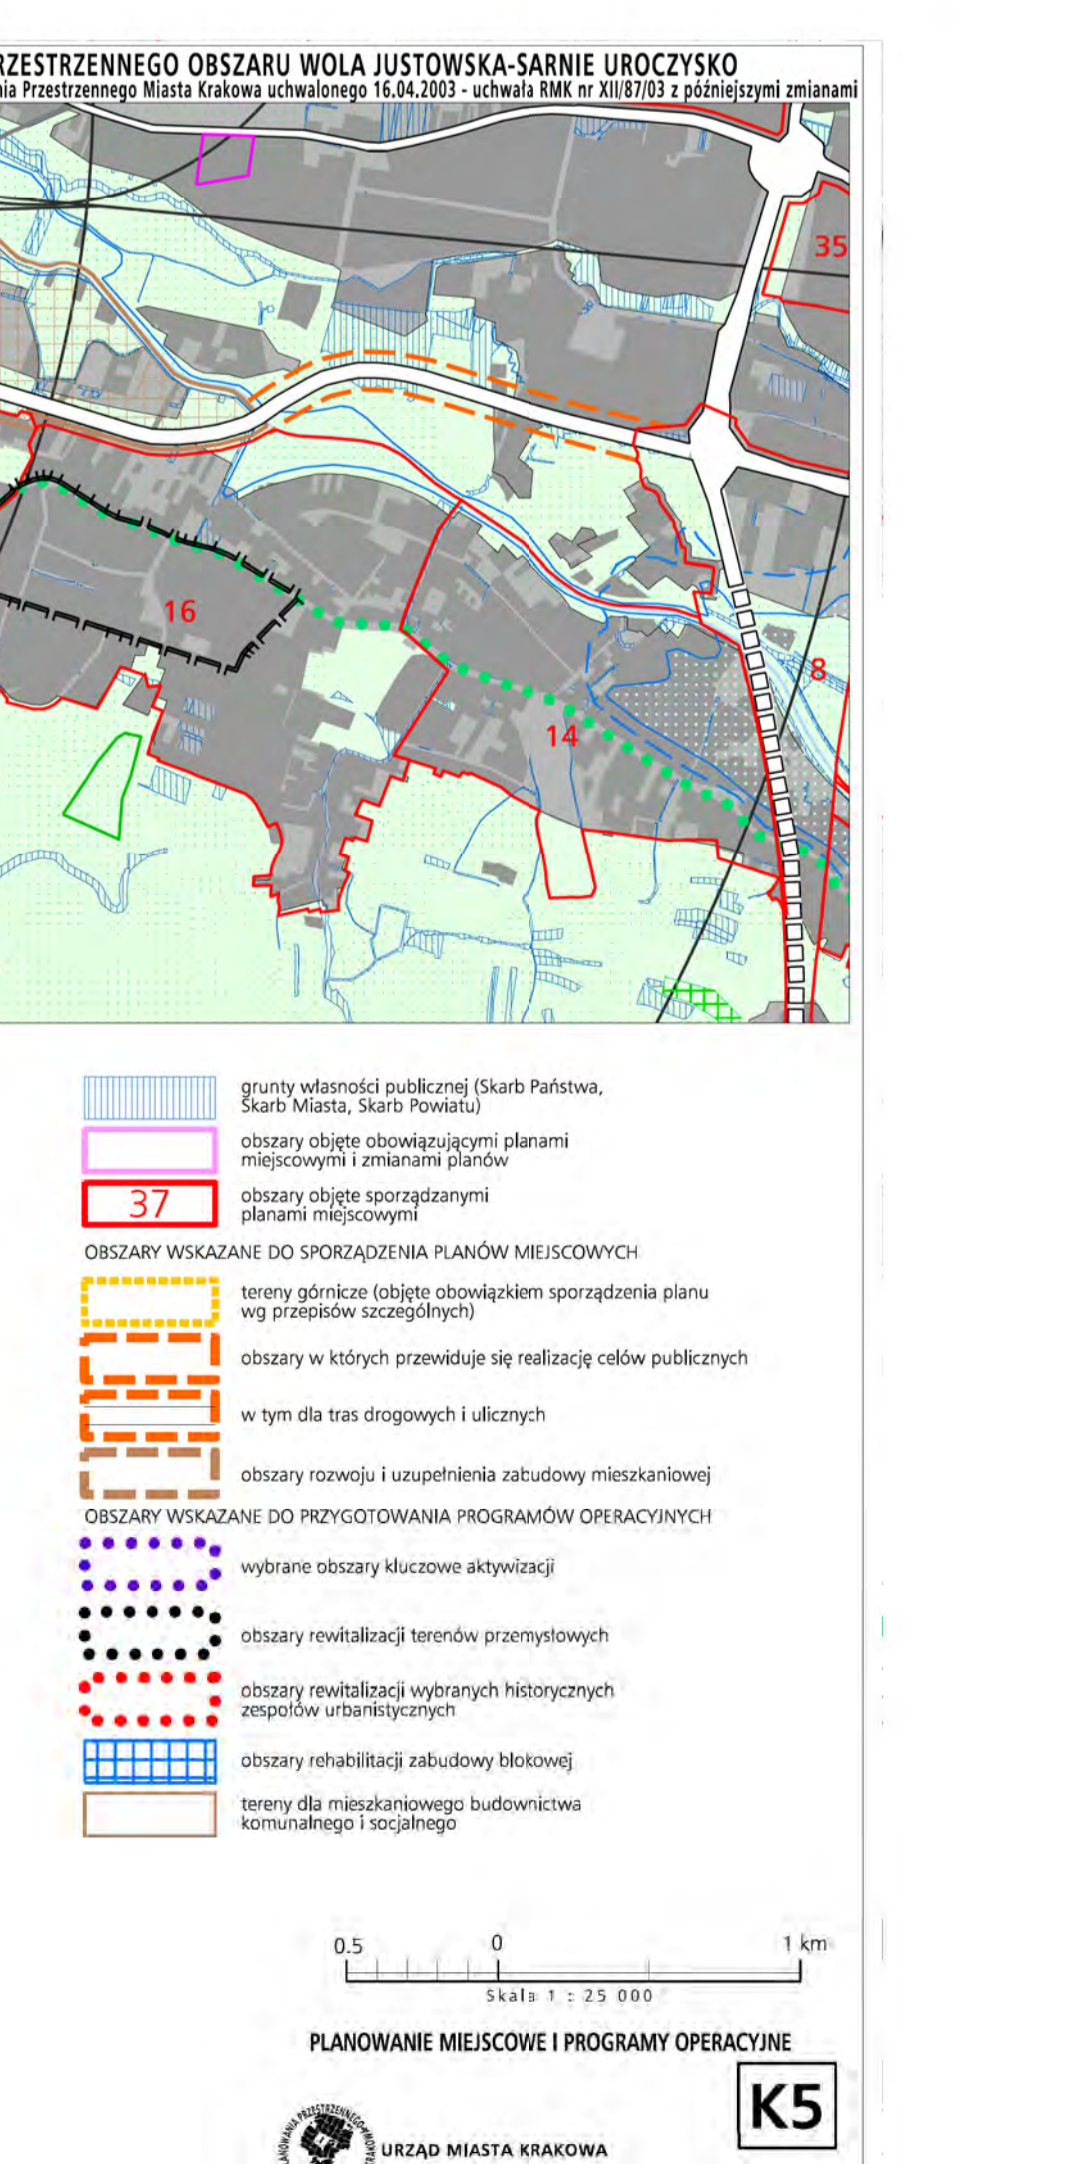 RZESTRZENNEGO OBSZARU WOLA JUSTOWSKA-SARNIE UROCZYSKO
nia Przestrzennego Miasta Krakowa uchwalonego 16.04.2003 - uchwała RMK nr XII/87/03 z późniejszymi zmianami
35
16
8
14
grunty własności publicznej (Skarb Państwa,
Skarb Miasta, Skarb Powiatu)
obszary objęte obowiązującymi planami
miejscowymi i zmianami planów
37
obszary objęte sporządzanymi
planami miejscowymi
OBSZARY WSKAZANE DO SPORZĄDZENIA PLANÓW MIEJSCOWYCH
tereny górnicze (objęte obowiązkiem sporządzenia planu
wg przepisów szczególnych)
obszary w których przewiduje się realizację celów publicznych
w tym dla tras drogowych i ulicznych
obszary rozwoju i uzupełnienia zabudowy mieszkaniowej
OBSZARY WSKAZANE DO PRZYGOTOWANIA PROGRAMÓW OPERACYJNYCH
wybrane obszary kluczowe aktywizacji
obszary rewitalizacji terenów przemysłowych
obszary rewitalizacji wybranych historycznych
zespołów urbanistycznych
obszary rehabilitacji zabudowy blokowej
tereny dla mieszkaniowego budownictwa
komunalnego i socjalnego
0.5 0 1 km
Skala 1 : 25 000
PLANOWANIE MIEJSCOWE I PROGRAMY OPERACYJNE
K5
URZĄD MIASTA KRAKOWA